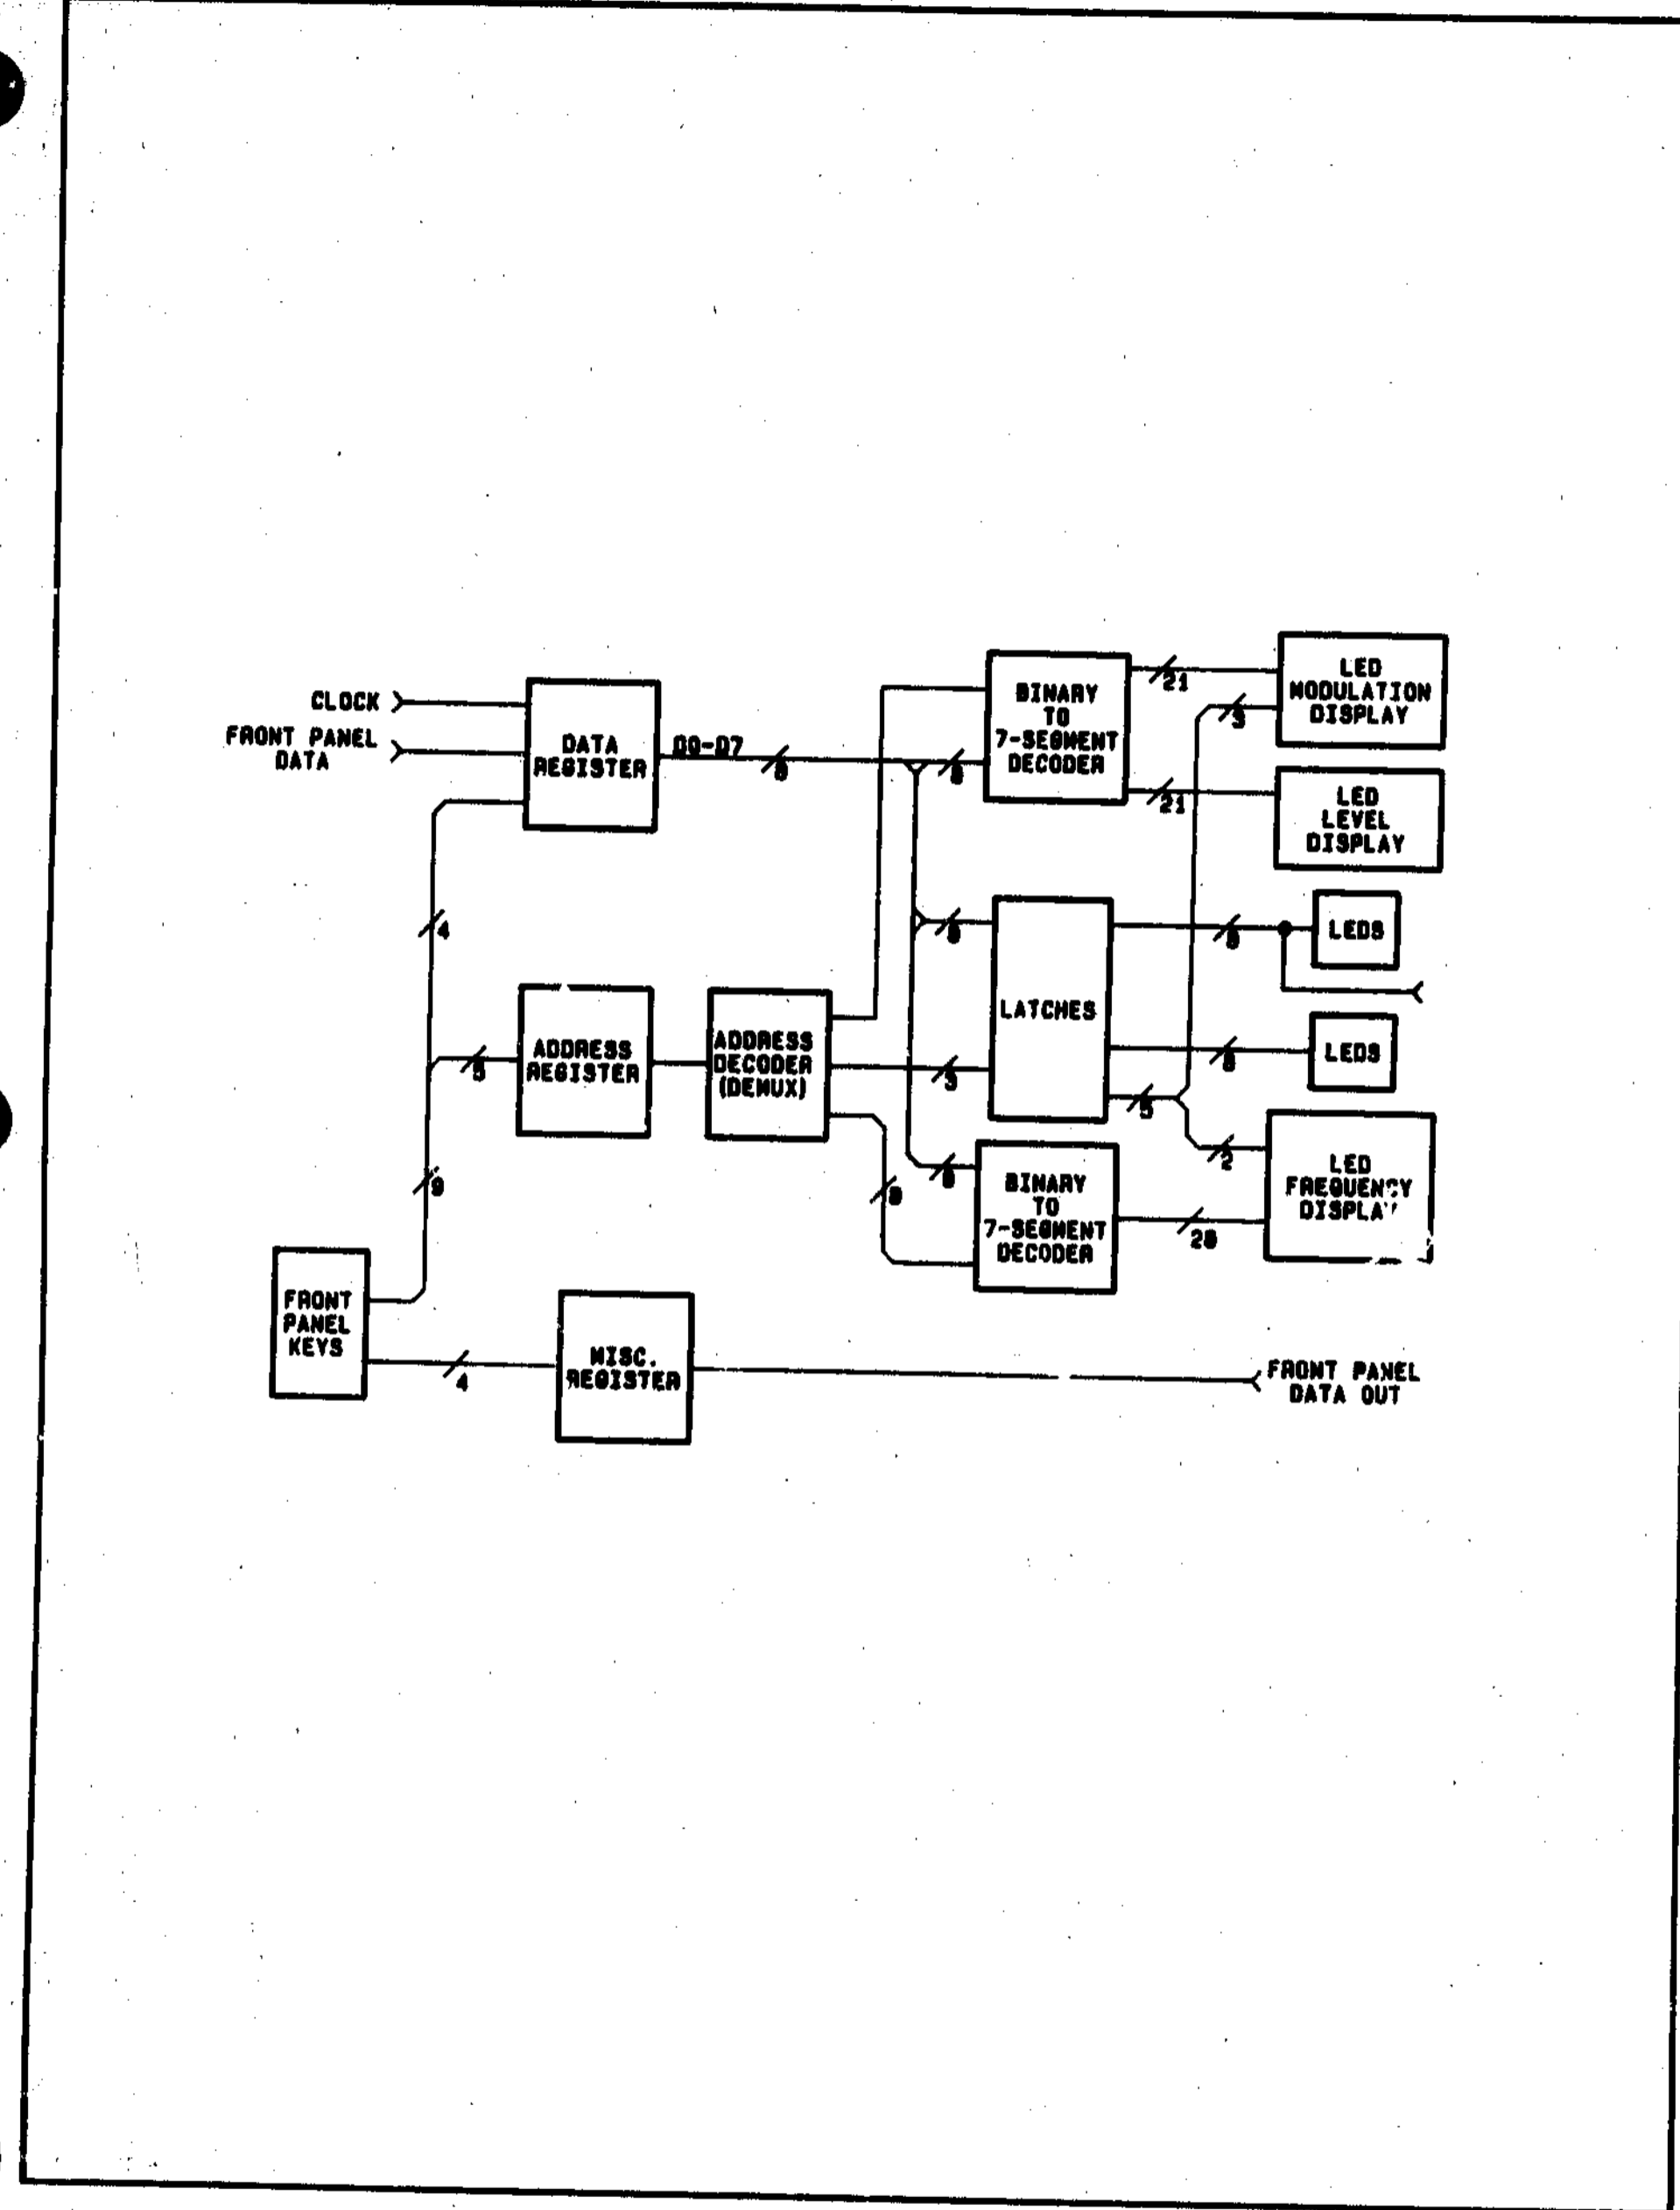 CLOCK
FRONT PANEL
DATA
DATA
REGISTER
D0-D7
8
8
BINARY
TO
7-SEGMENT
DECODER
21
21
3
LED
MODULATION
DISPLAY
LED
LEVEL
DISPLAY
4
5
9
ADDRESS
REGISTER
ADDRESS
DECODER
(DEMUX)
8
3
LATCHES
8
LEDS
8
LEDS
5
2
8
BINARY
TO
7-SEGMENT
DECODER
28
LED
FREQUENCY
DISPLAY
FRONT
PANEL
KEYS
4
MISC.
REGISTER
FRONT PANEL
DATA OUT